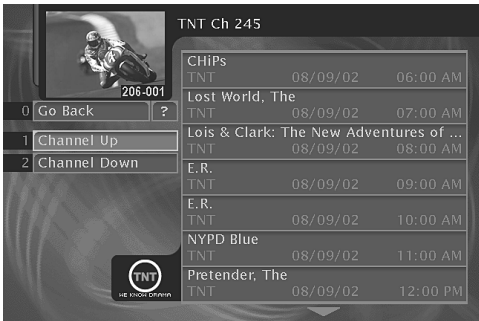 TNT Ch 245
206-001
0 Go Back ?
1 Channel Up
2 Channel Down
CHiPs
TNT 08/09/02 06:00 AM
Lost World, The
TNT 08/09/02 07:00 AM
Lois & Clark: The New Adventures of ...
TNT 08/09/02 08:00 AM
E.R.
TNT 08/09/02 09:00 AM
E.R.
TNT 08/09/02 10:00 AM
NYPD Blue
TNT 08/09/02 11:00 AM
Pretender, The
TNT 08/09/02 12:00 PM
TNT
WE KNOW DRAMA